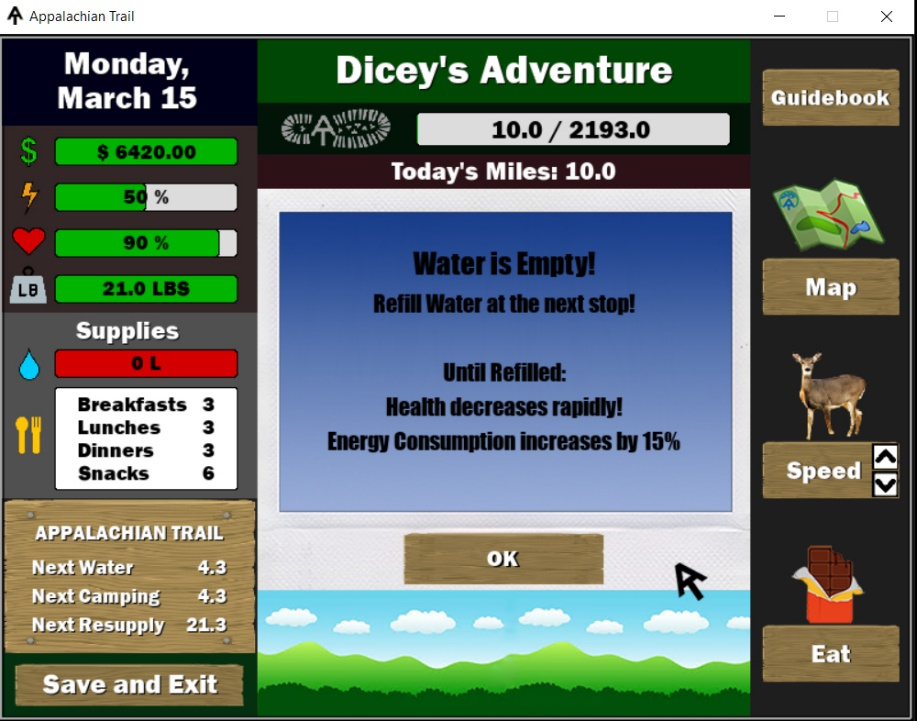 Appalachian Trail
Monday,
March 15
$ 6420.00
50 %
90 %
LB
21.0 LBS
Supplies
0 L
Breakfasts 3
Lunches 3
Dinners 3
Snacks 6
APPALACHIAN TRAIL
Next Water 4.3
Next Camping 4.3
Next Resupply 21.3
Save and Exit
Dicey's Adventure
10.0 / 2193.0
Today's Miles: 10.0
Water is Empty!
Refill Water at the next stop!
Until Refilled:
Health decreases rapidly!
Energy Consumption increases by 15%
OK
Guidebook
Map
Speed
Eat